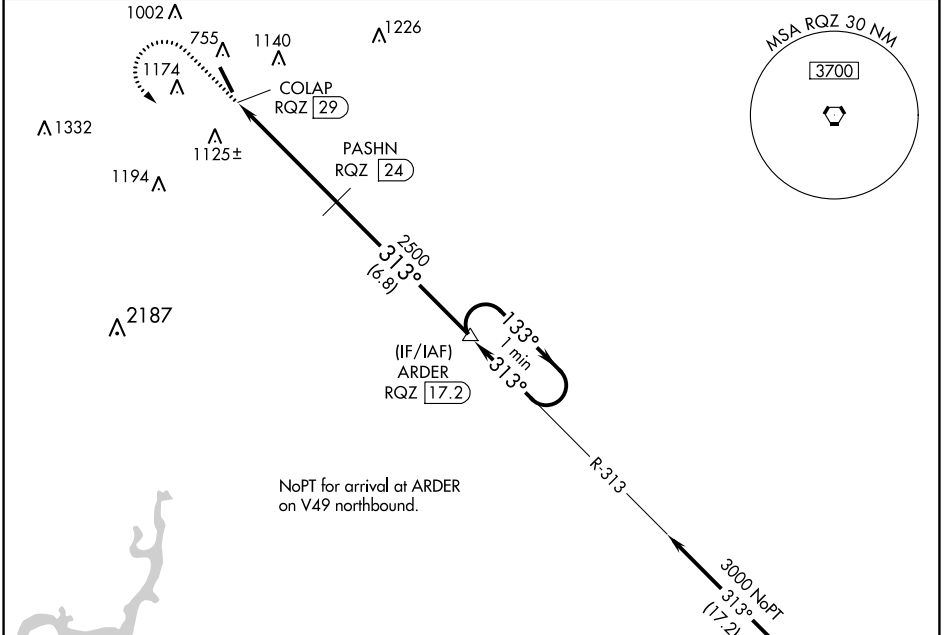 1002
755
1140
1226
1174
COLAP
RQZ 29
1332
1125±
1194
PASHN
RQZ 24
MSA RQZ 30 NM
3700
2500
313°
(6.8)
2187
(IF/IAF)
ARDER
RQZ 17.2
133°
1 min
313°
R-313
NoPT for arrival at ARDER
on V49 northbound.
3000 NoPT
313°
(17.2)